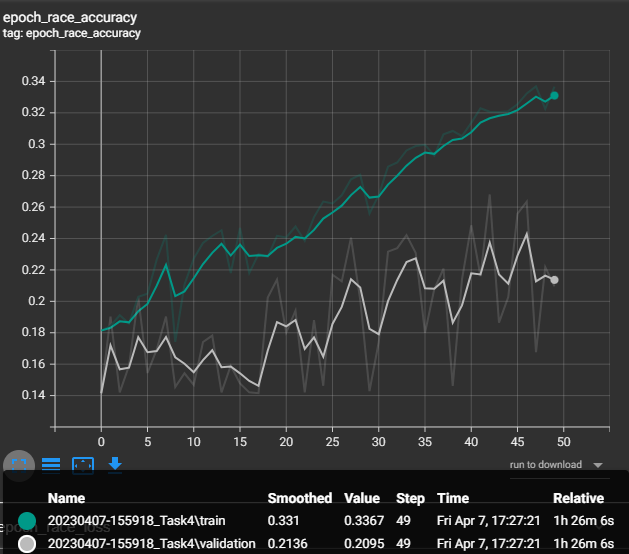 epoch_race_accuracy
tag: epoch_race_accuracy
0.34
0.32
0.3
0.28
0.26
0.24
0.22
0.2
0.18
0.16
0.14
0 5 10 15 20 25 30 35 40 45 50
run to download
epoch_race_loss
Name Smoothed Value Step Time Relative
20230407-155918_Task4\train 0.331 0.3367 49 Fri Apr 7, 17:27:21 1h 26m 6s
20230407-155918_Task4\validation 0.2136 0.2095 49 Fri Apr 7, 17:27:21 1h 26m 6s